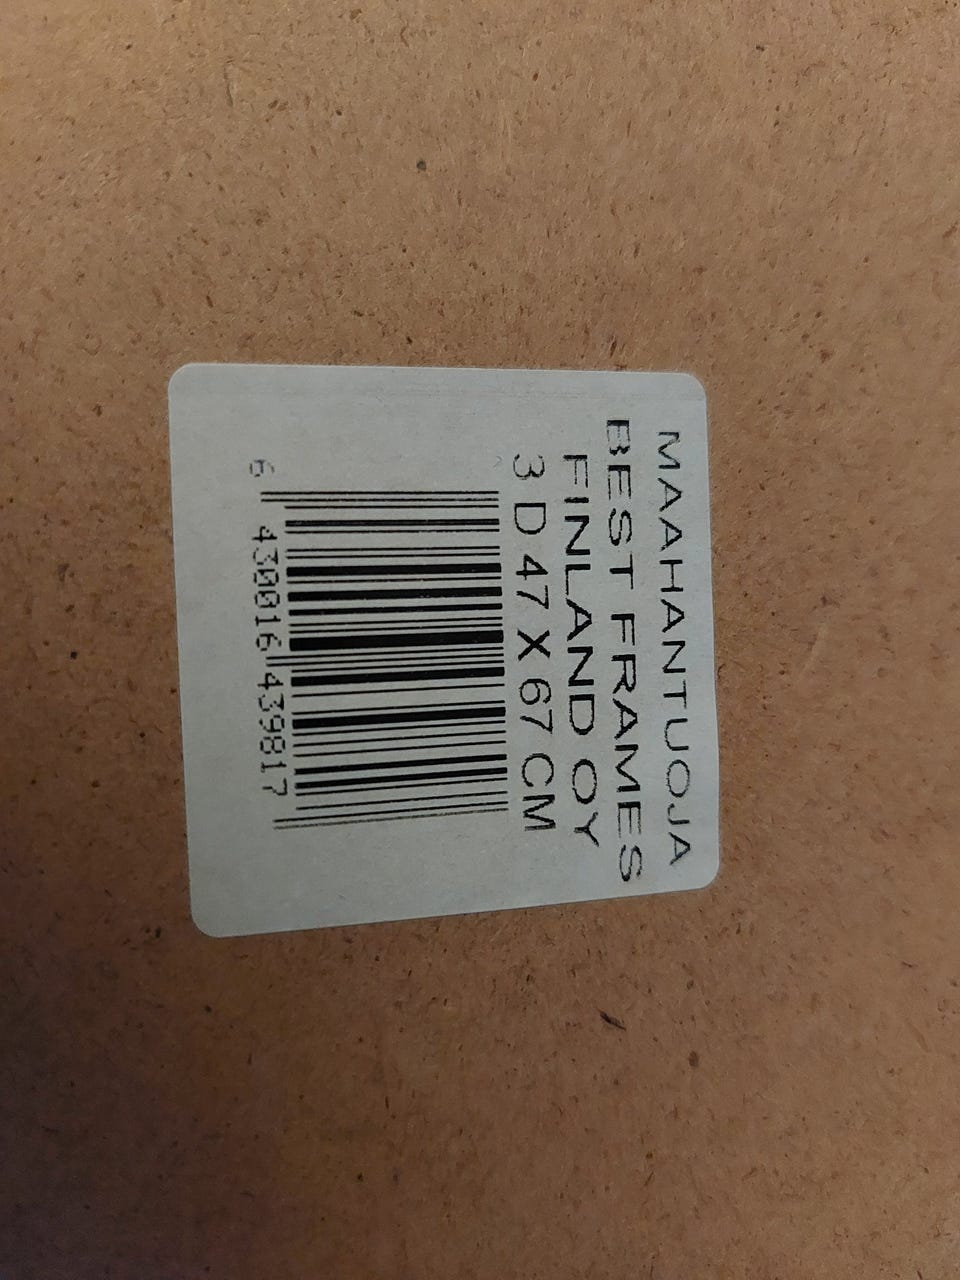 MAAHANTUOJA
BEST FRAMES
FINLAND OY
3 D 47 X 67 CM
6 430016 439817